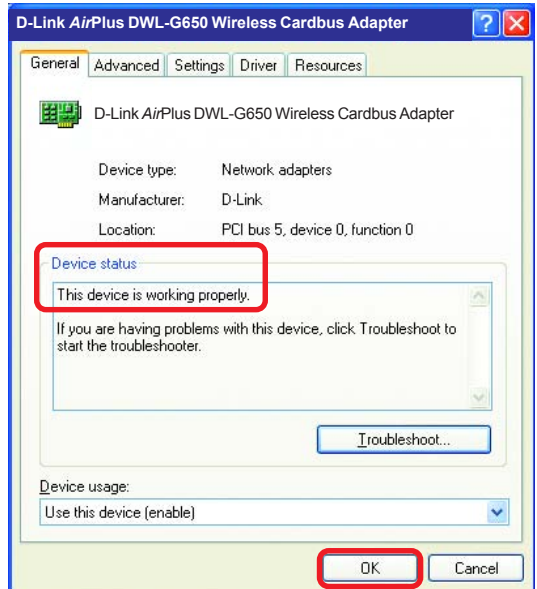 D-Link AirPlus DWL-G650 Wireless Cardbus Adapter
General Advanced Settings Driver Resources
D-Link AirPlus DWL-G650 Wireless Cardbus Adapter
Device type: Network adapters
Manufacturer: D-Link
Location: PCI bus 5, device 0, function 0
Device status
This device is working properly.
If you are having problems with this device, click Troubleshoot to
start the troubleshooter.
Troubleshoot...
Device usage:
Use this device (enable)
OK Cancel